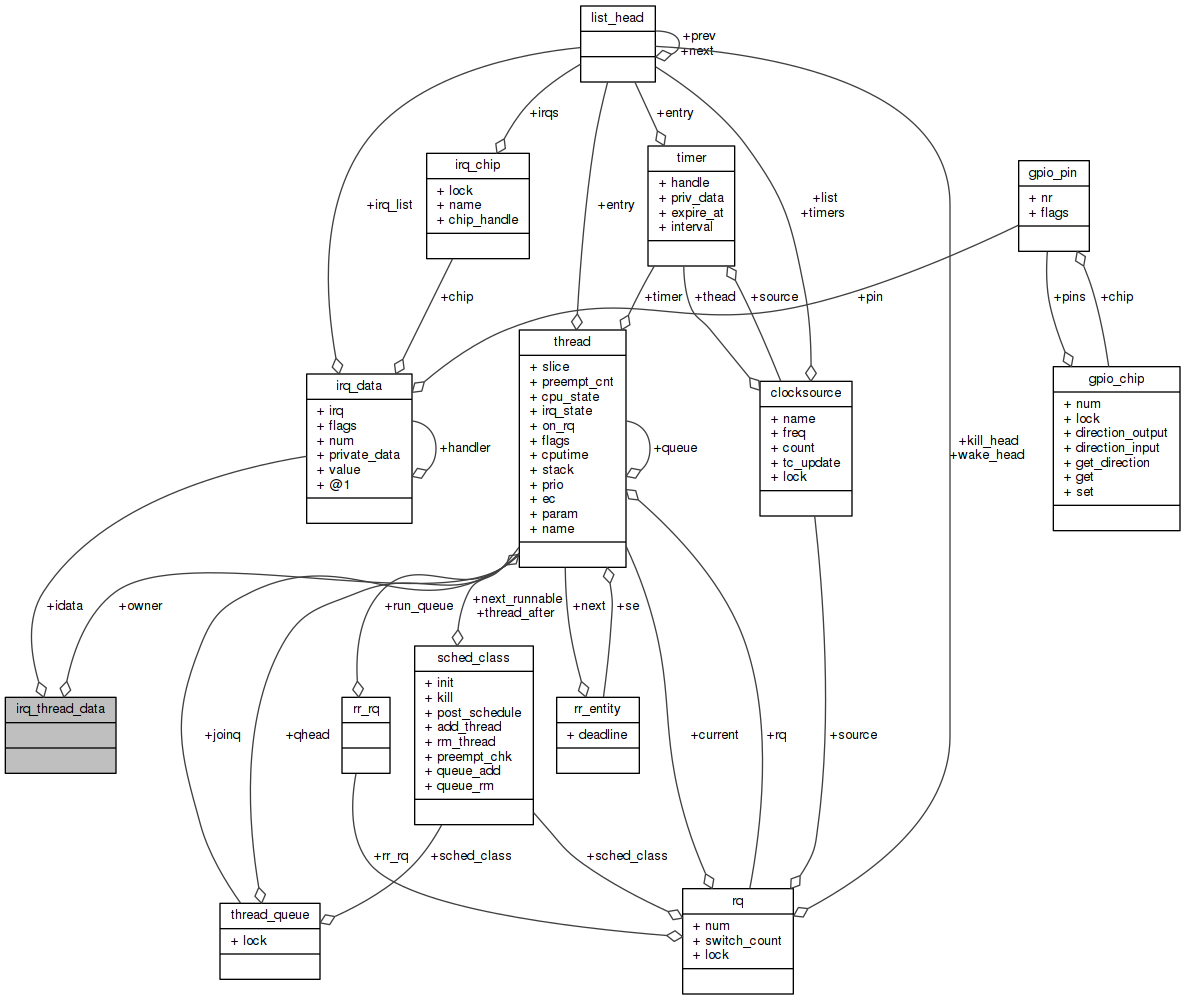 list_head
+prev
+next
+irqs
+entry
irq_chip
+ lock
+ name
+ chip_handle
timer
+ handle
+ priv_data
+ expire_at
+ interval
gpio_pin
+ nr
+ flags
+irq_list
+entry
+list
+timers
+chip
+timer
+thead
+source
+pin
+pins
+chip
thread
+ slice
+ preempt_cnt
+ cpu_state
+ irq_state
+ on_rq
+ flags
+ cputime
+ stack
+ prio
+ ec
+ param
+ name
irq_data
+ irq
+ flags
+ num
+ private_data
+ value
+ @1
+handler
+queue
clocksource
+ name
+ freq
+ count
+ tc_update
+ lock
gpio_chip
+ num
+ lock
+ direction_output
+ direction_input
+ get_direction
+ get
+ set
+kill_head
+wake_head
+idata
+owner
+run_queue
+next_runnable
+thread_after
+next
+se
irq_thread_data
+joinq
+qhead
rr_rq
sched_class
+ init
+ kill
+ post_schedule
+ add_thread
+ rm_thread
+ preempt_chk
+ queue_add
+ queue_rm
rr_entity
+ deadline
+current
+rq
+source
+rr_rq
+sched_class
+sched_class
thread_queue
+ lock
rq
+ num
+ switch_count
+ lock